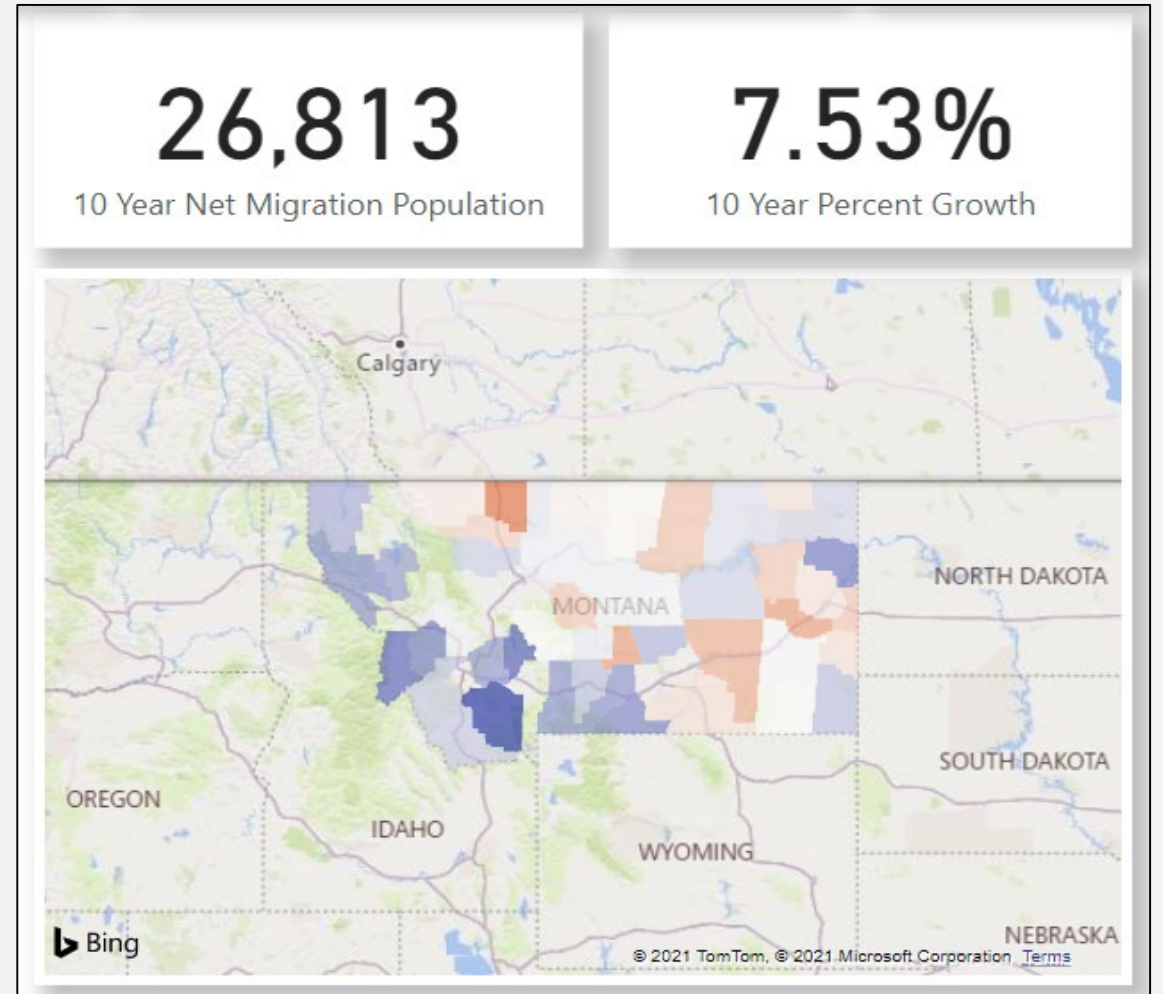 26,813
10 Year Net Migration Population
7.53%
10 Year Percent Growth
Calgary
MONTANA
NORTH DAKOTA
SOUTH DAKOTA
OREGON
IDAHO
WYOMING
NEBRASKA
Bing
© 2021 TomTom, © 2021 Microsoft Corporation Terms